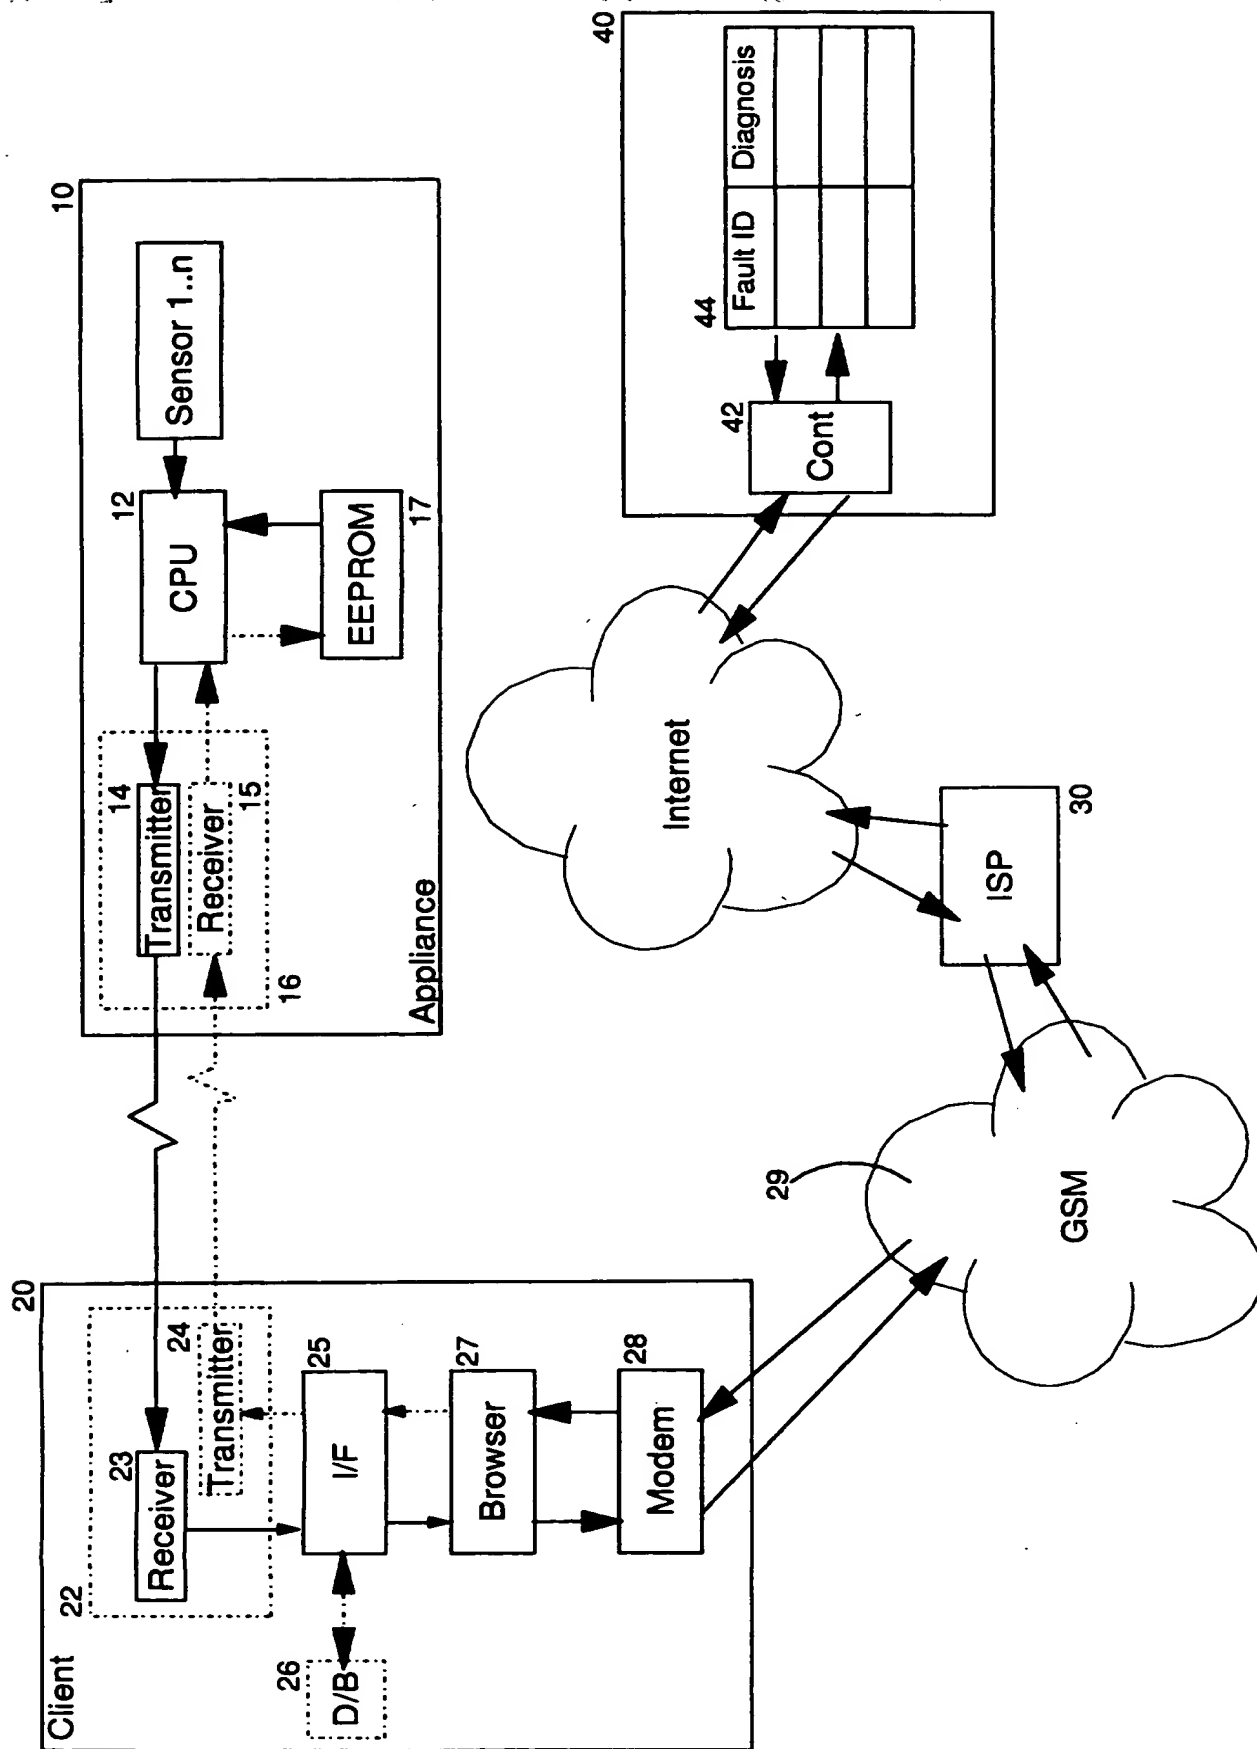 Client
20
22
23
Receiver
24
Transmitter
25
I/F
26
D/B
27
Browser
28
Modem
10
Appliance
16
14
Transmitter
15
Receiver
12
CPU
Sensor 1..n
EEPROM
17
29
GSM
ISP
30
Internet
40
42
Cont
44
Fault ID
Diagnosis